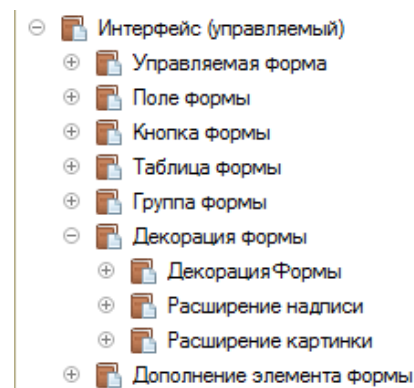 Интерфейс (управляемый)
Управляемая форма
Поле формы
Кнопка формы
Таблица формы
Группа формы
Декорация формы
ДекорацияФормы
Расширение надписи
Расширение картинки
Дополнение элемента формы